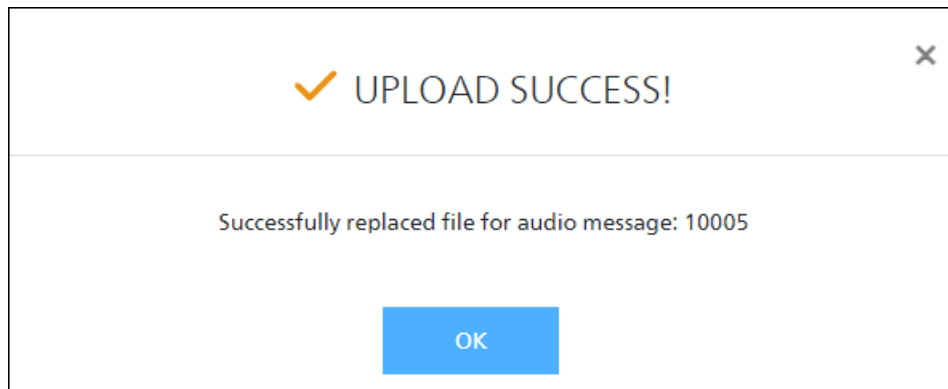 UPLOAD SUCCESS!
Successfully replaced file for audio message: 10005
OK